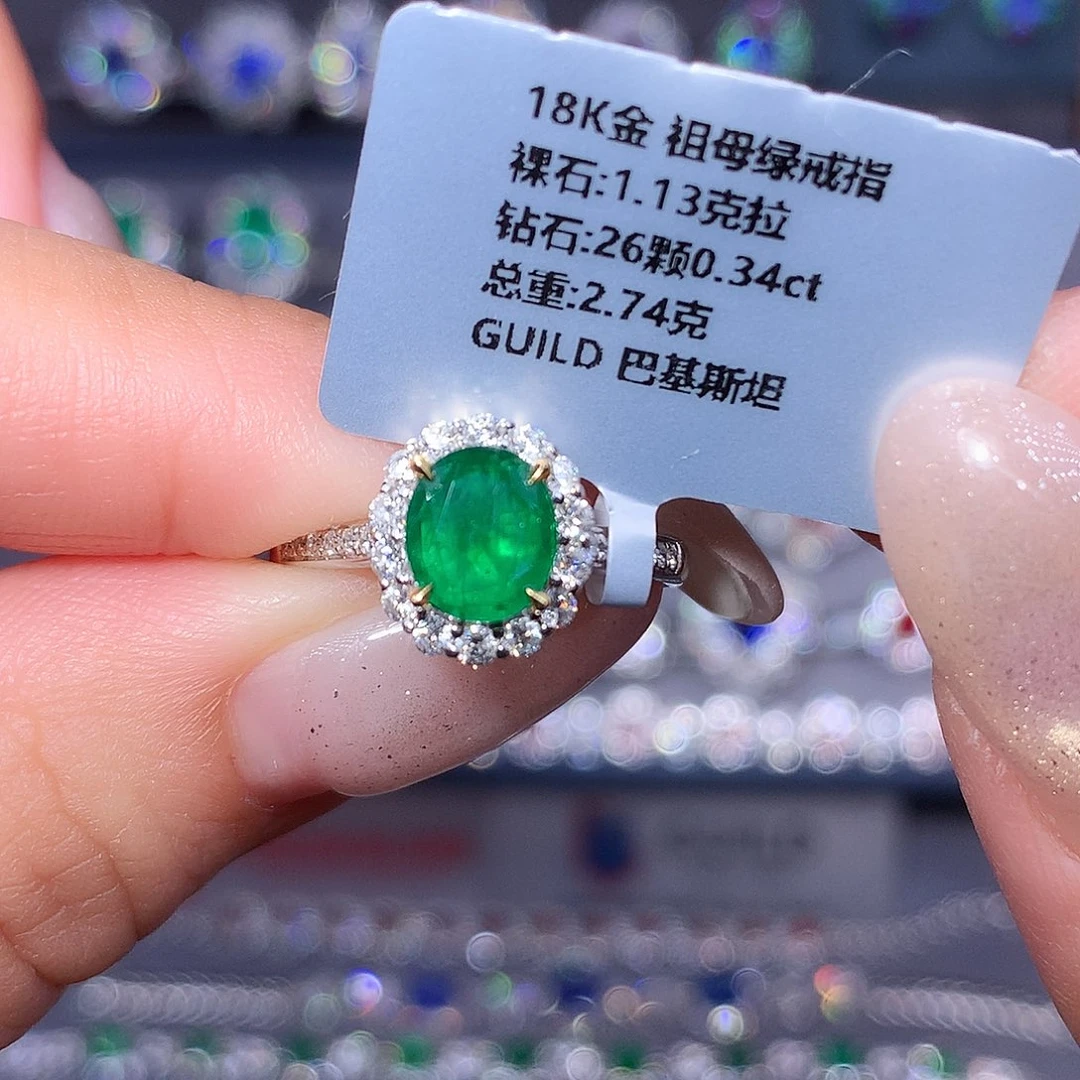 18K金 祖母绿戒指
裸石:1.13克拉
钻石:26颗0.34ct
总重:2.74克
GUILD 巴基斯坦